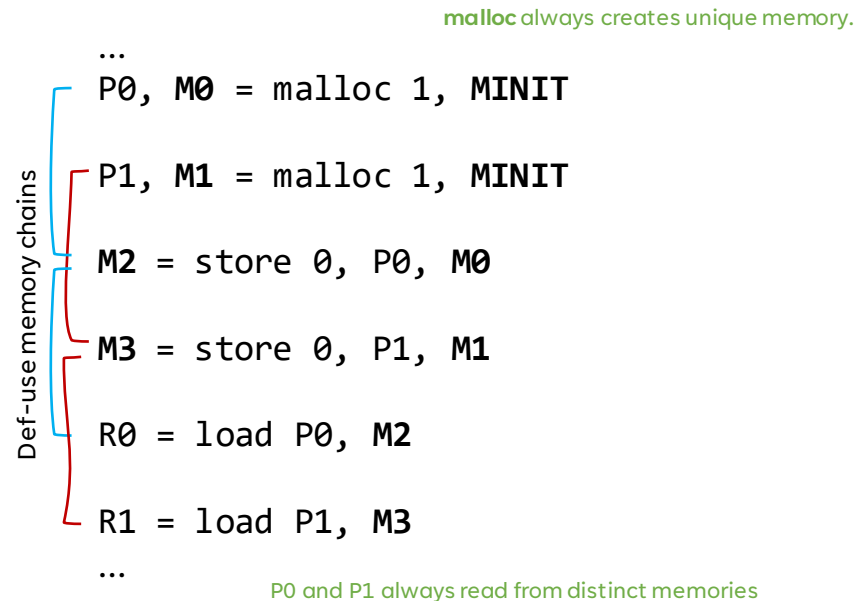 malloc always creates unique memory.
...
P0, M0 = malloc 1, MINIT
P1, M1 = malloc 1, MINIT
Def-use memory chains
M2 = store 0, P0, M0
M3 = store 0, P1, M1
R0 = load P0, M2
R1 = load P1, M3
...
P0 and P1 always read from distinct memories